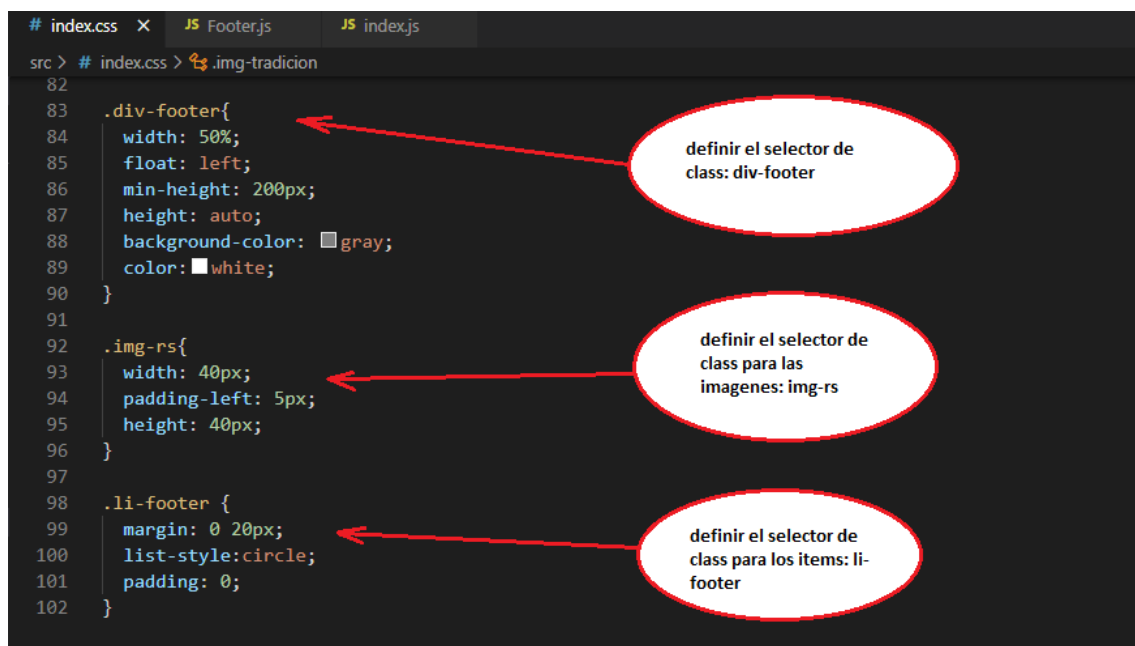 # index.css X JS Footer.js JS index.js
src > # index.css > .img-tradicion
82
83 .div-footer{
84 width: 50%;
85 float: left;
86 min-height: 200px;
87 height: auto;
88 background-color: gray;
89 color: white;
90 }
91
92 .img-rs{
93 width: 40px;
94 padding-left: 5px;
95 height: 40px;
96 }
97
98 .li-footer {
99 margin: 0 20px;
100 list-style:circle;
101 padding: 0;
102 }
definir el selector de
class: div-footer
definir el selector de
class para las
imagenes: img-rs
definir el selector de
class para los items: li-
footer